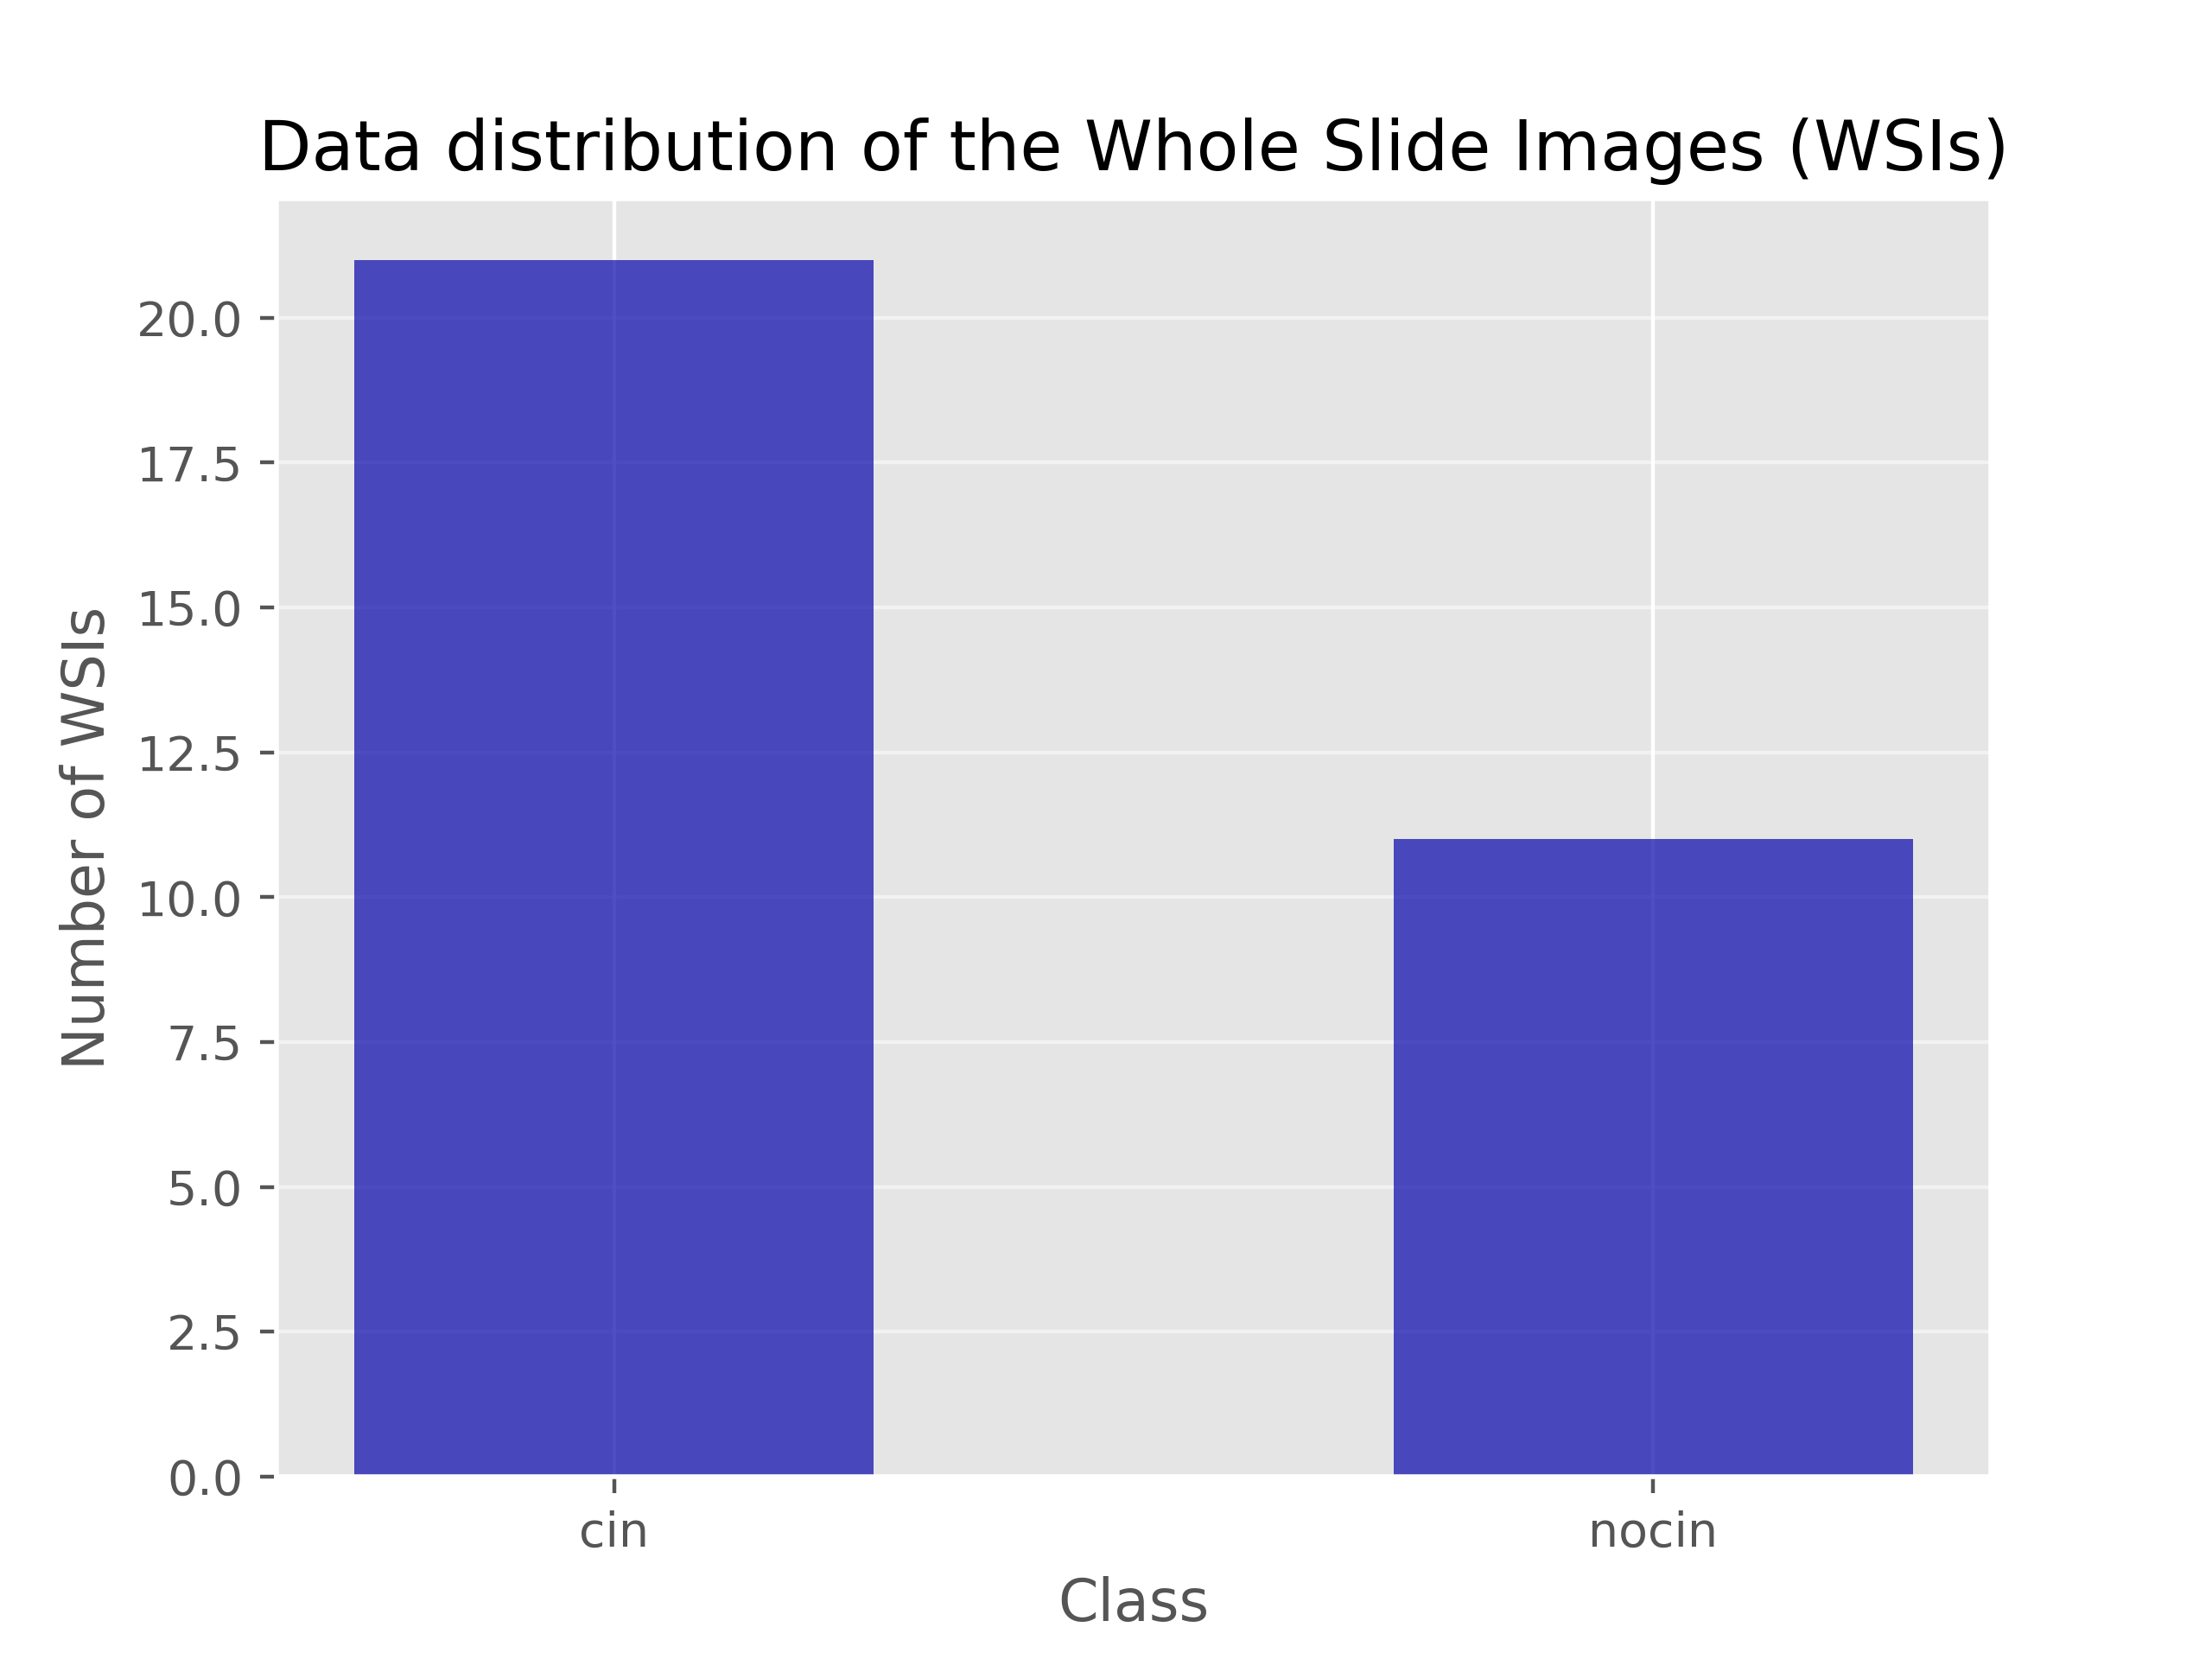 Data distribution of the Whole Slide Images (WSIs)
Number of WSIs
20.0
17.5
15.0
12.5
10.0
7.5
5.0
2.5
0.0
cin
nocin
Class